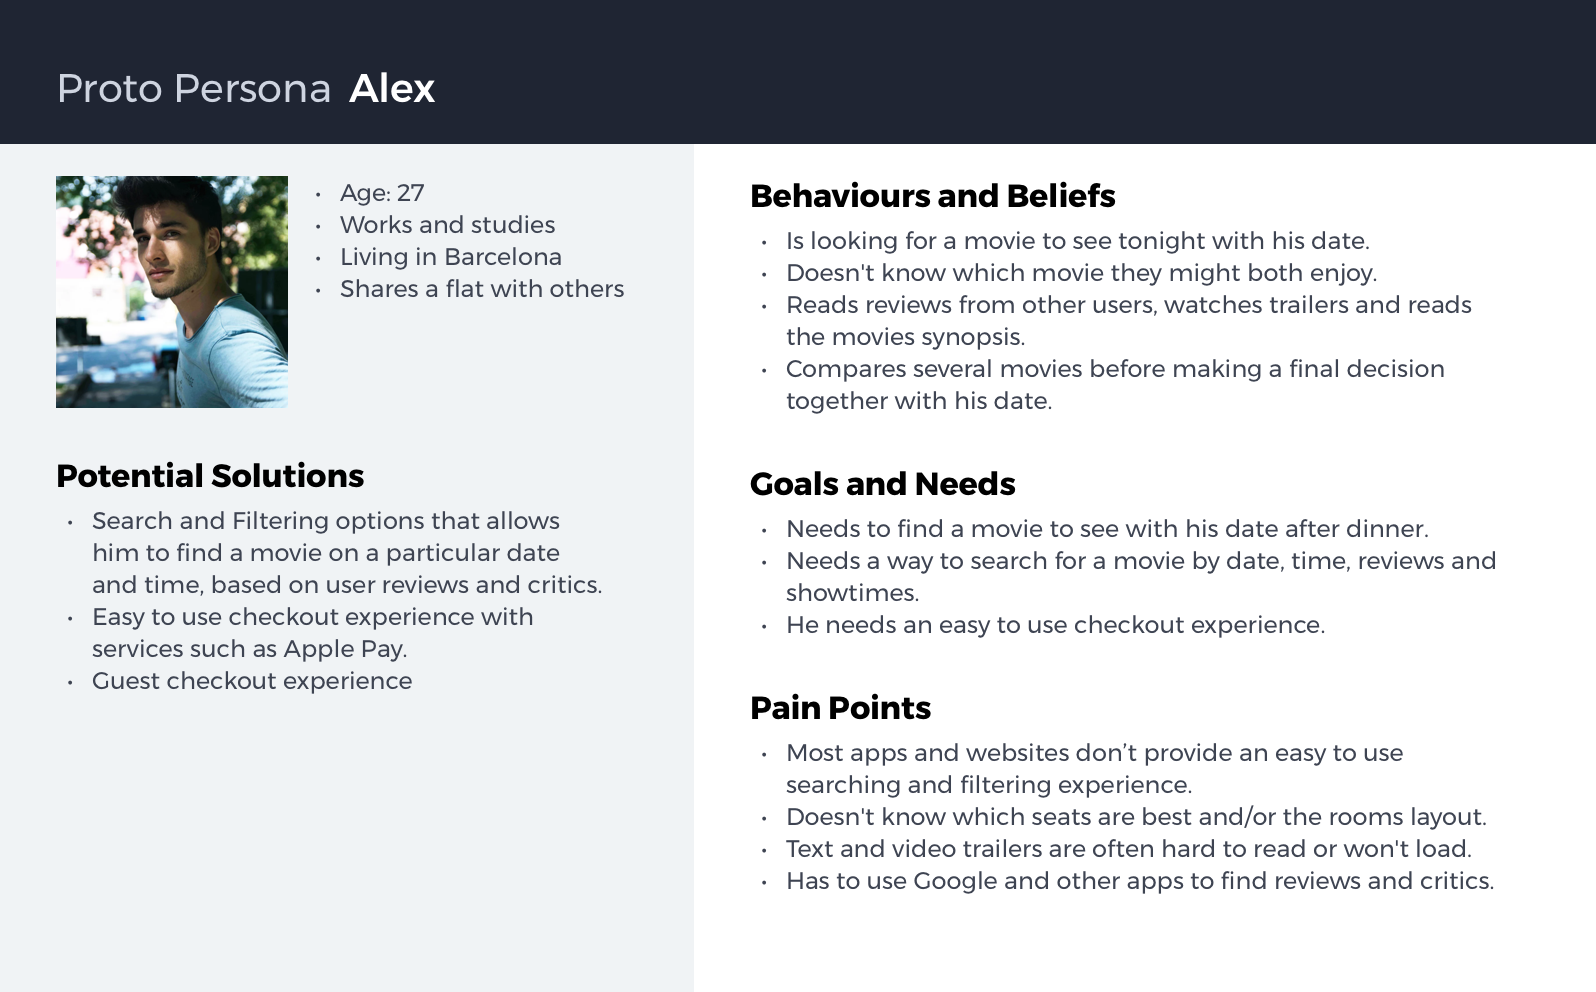 Proto Persona Alex
• Age: 27
• Works and studies
• Living in Barcelona
• Shares a flat with others
Potential Solutions
• Search and Filtering options that allows
him to find a movie on a particular date
and time, based on user reviews and critics.
• Easy to use checkout experience with
services such as Apple Pay.
• Guest checkout experience
Behaviours and Beliefs
• Is looking for a movie to see tonight with his date.
• Doesn't know which movie they might both enjoy.
• Reads reviews from other users, watches trailers and reads
the movies synopsis.
• Compares several movies before making a final decision
together with his date.
Goals and Needs
• Needs to find a movie to see with his date after dinner.
• Needs a way to search for a movie by date, time, reviews and
showtimes.
• He needs an easy to use checkout experience.
Pain Points
• Most apps and websites don’t provide an easy to use
searching and filtering experience.
• Doesn't know which seats are best and/or the rooms layout.
• Text and video trailers are often hard to read or won't load.
• Has to use Google and other apps to find reviews and critics.